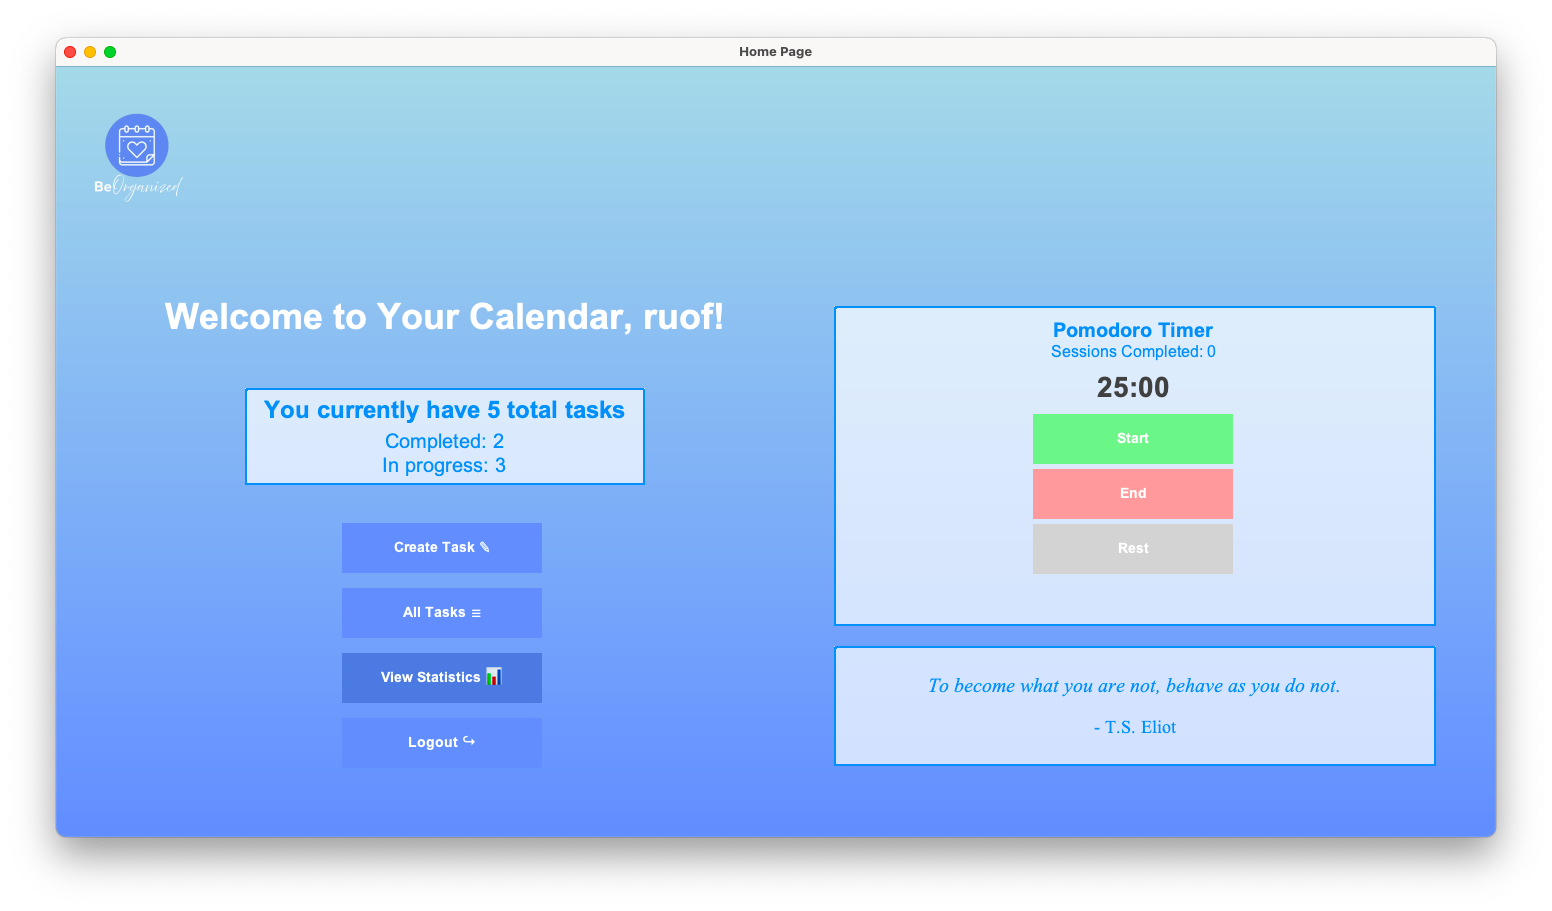 Home Page
BeOrganized
Welcome to Your Calendar, ruof!
You currently have 5 total tasks
Completed: 2
In progress: 3
Create Task ✎
All Tasks ≡
View Statistics 📊
Logout ↪
Pomodoro Timer
Sessions Completed: 0
25:00
Start
End
Rest
To become what you are not, behave as you do not.
- T.S. Eliot